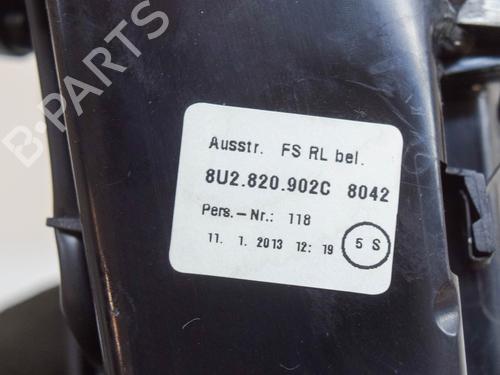 B-PARTS
Ausstr. FS RL bel.
8U2.820.902C 8042
Pers.-Nr.: 118
11. 1. 2013 12: 19 5 S